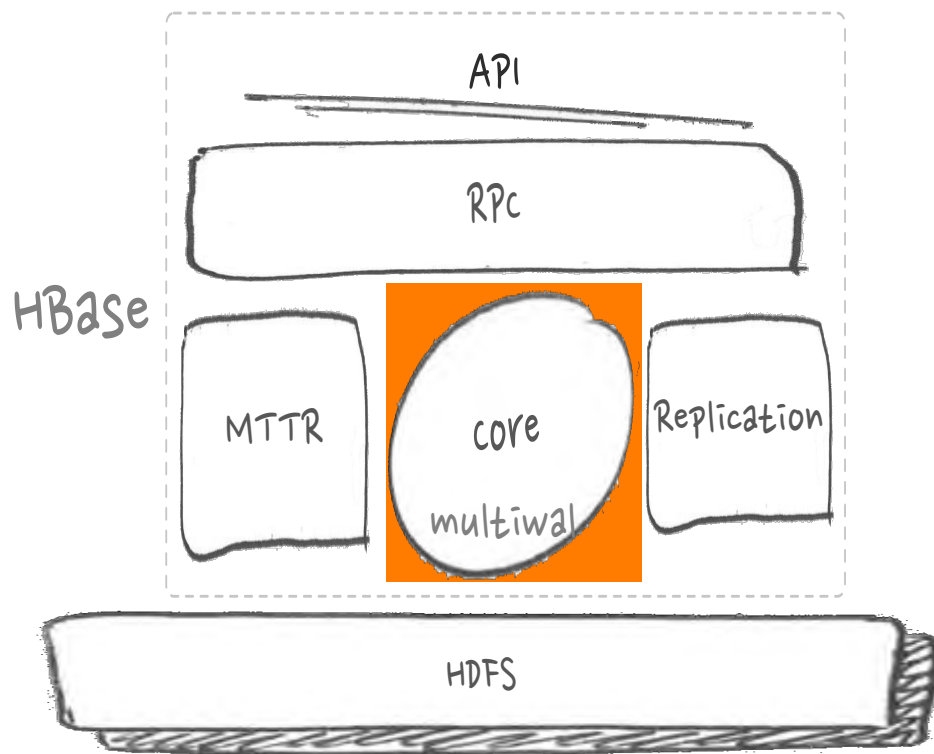 API
RPC
HBase
MTTR
core
Replication
multiwal
HDFS